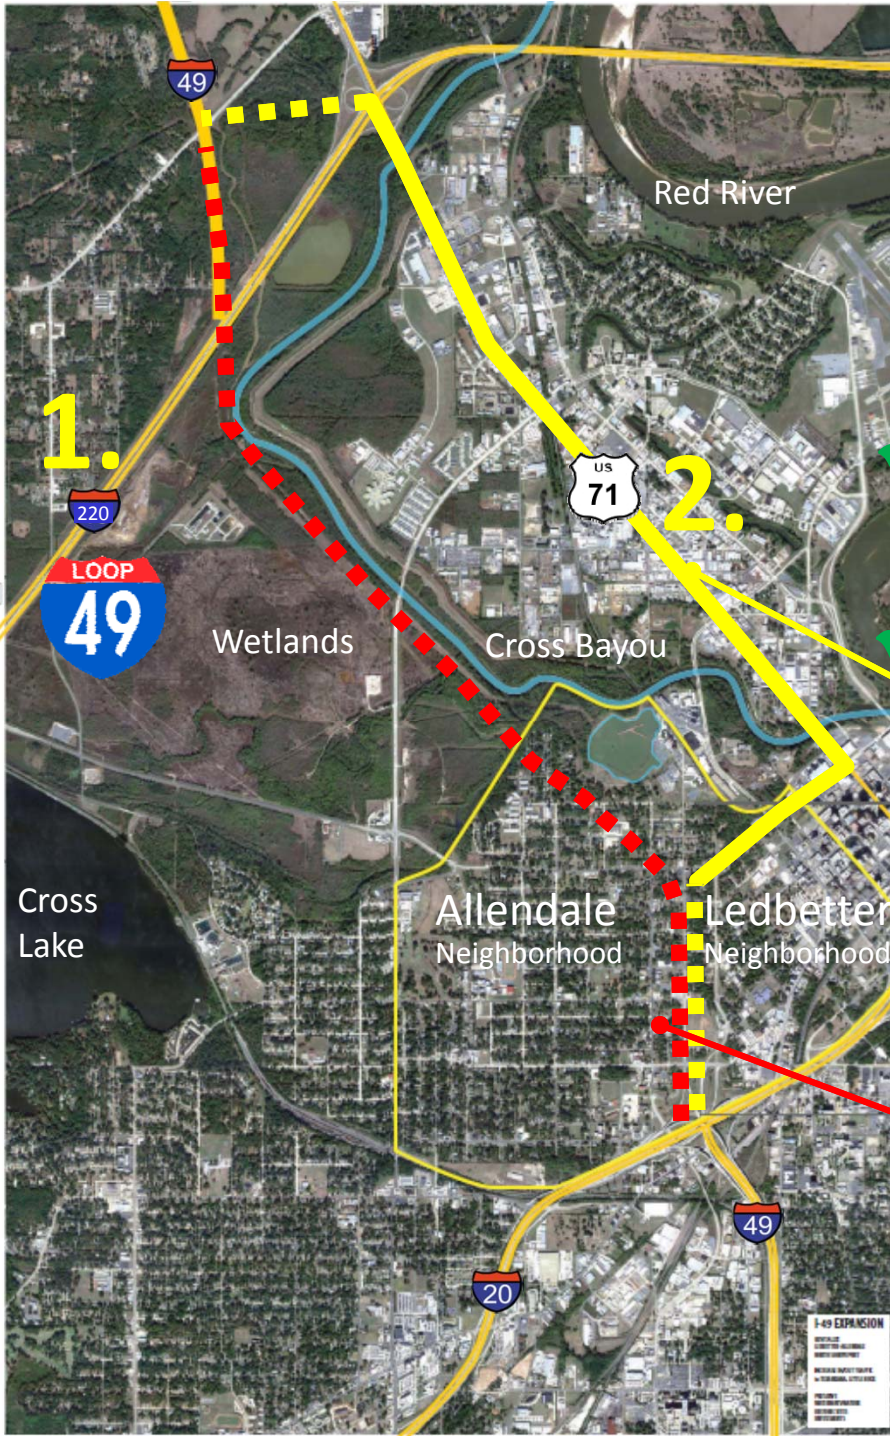 49
Red River
1.
US
71
2.
220
LOOP
49
Wetlands
Cross Bayou
Cross
Lake
Allendale
Neighborhood
Ledbetter
Neighborhood
49
20
I-49 EXPANSION